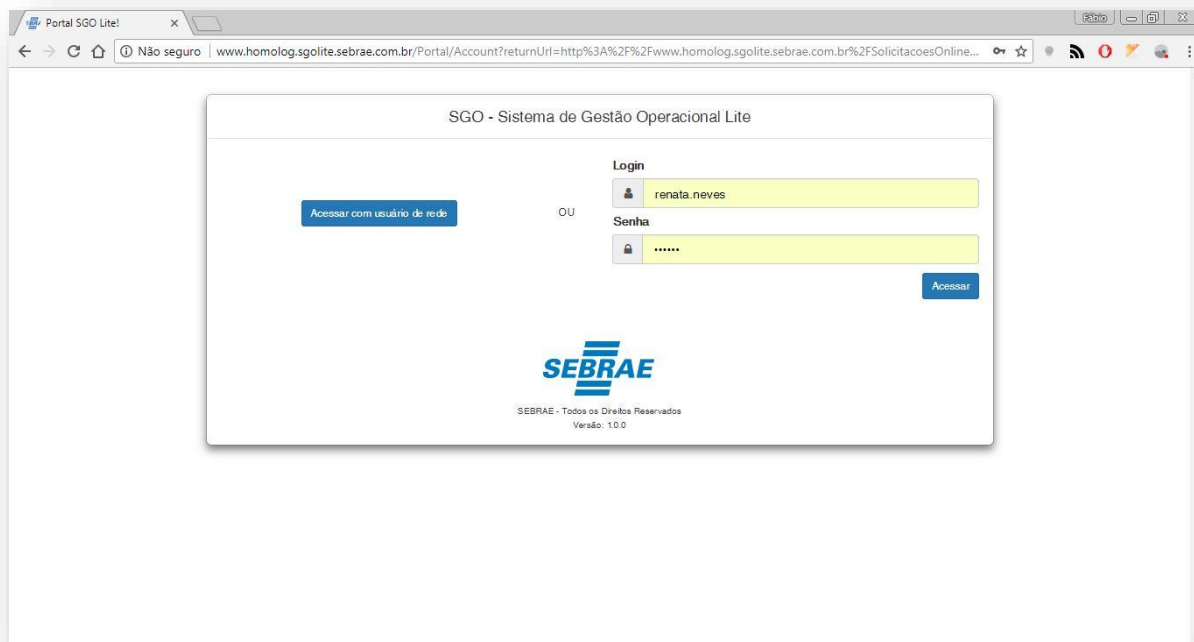 Portal SGO Lite!
Fábio
Não seguro www.homolog.sgolite.sebrae.com.br/Portal/Account?returnUrl=http%3A%2F%2Fwww.homolog.sgolite.sebrae.com.br%2FSolicitacoesOnline...
SGO - Sistema de Gestão Operacional Lite
Login
renata.neves
Acessar com usuário de rede
OU
Senha
••••••
Acessar
SEBRAE
SEBRAE - Todos os Direitos Reservados
Versão: 1.0.0